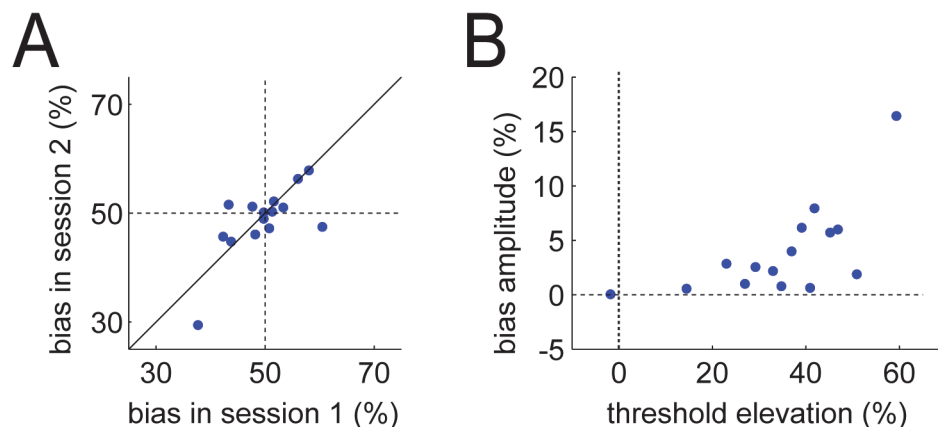 A
bias in session 2 (%)
70
50
30
30 50 70
bias in session 1 (%)
B
bias amplitude (%)
20
15
10
5
0
-5
0 20 40 60
threshold elevation (%)